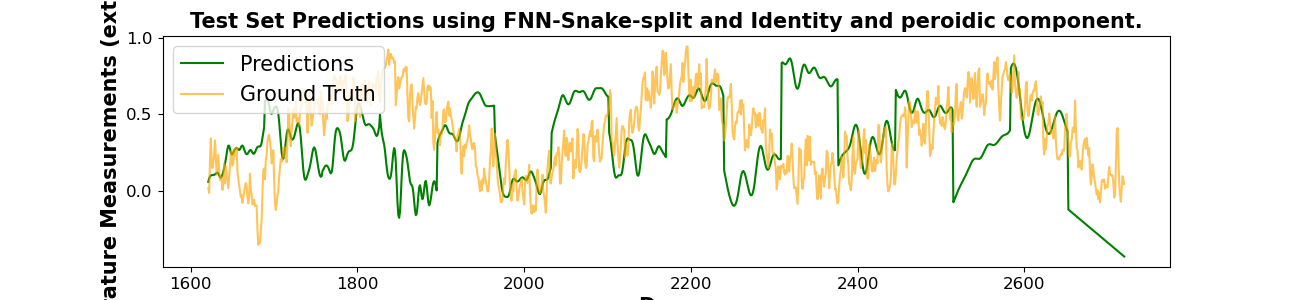 Test Set Predictions using FNN-Snake-split and Identity and peroidic component.
Measurements
1.0
0.5
0.0
Predictions
Ground Truth
1600 1800 2000 2200 2400 2600